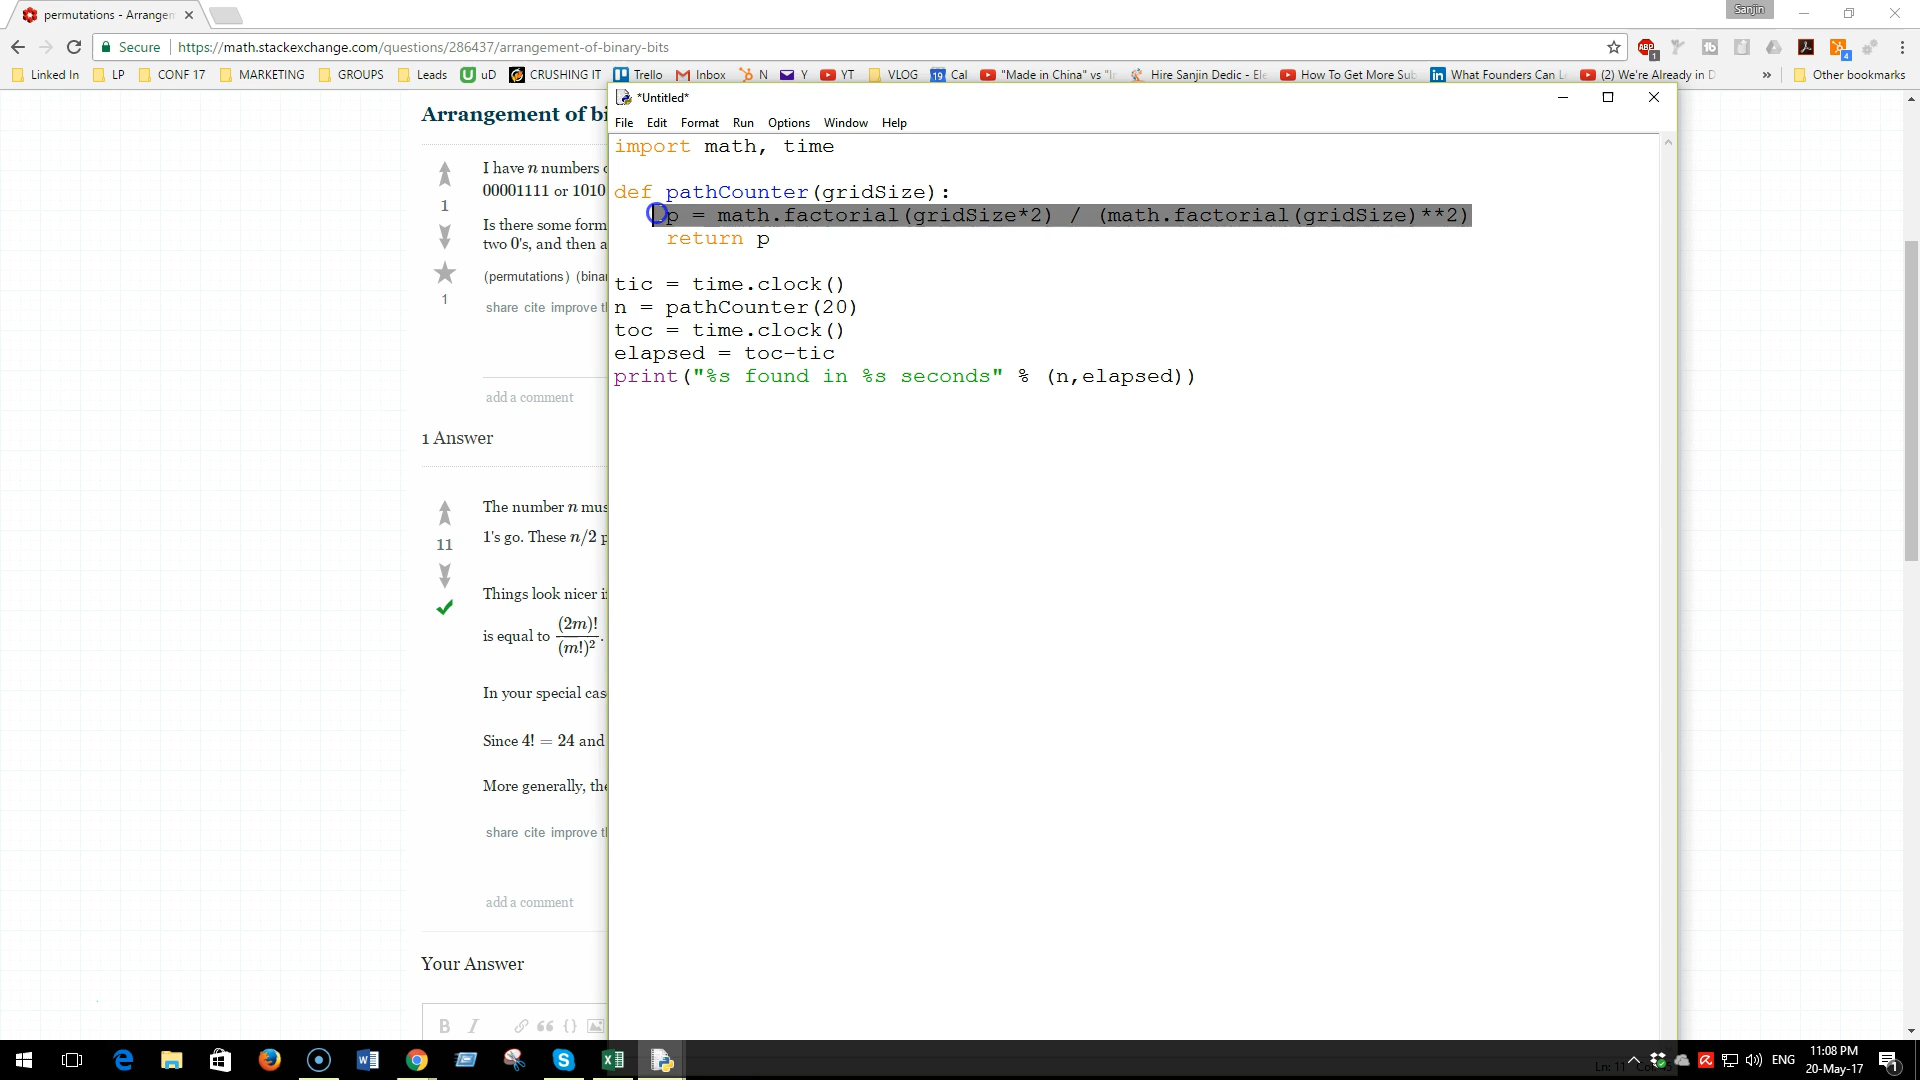 permutations - Arrangem
Sanjin
Secure
https://math.stackexchange.com/questions/286437/arrangement-of-binary-bits
Linked In LP CONF 17 MARKETING GROUPS Leads uD CRUSHING IT Trello Inbox N Y YT VLOG Cal "Made in China" vs "Ir Hire Sanjin Dedic - Ele How To Get More Sub What Founders Can L (2) We're Already in D » Other bookmarks
*Untitled*
File Edit Format Run Options Window Help
import math, time
def pathCounter(gridSize):
p = math.factorial(gridSize*2) / (math.factorial(gridSize)**2)
return p
tic = time.clock()
n = pathCounter(20)
toc = time.clock()
elapsed = toc-tic
print("%s found in %s seconds" % (n,elapsed))
Arrangement of bi
1
I have n numbers
00001111 or 1010
Is there some form
two 0's, and then a
(permutations) (bina
1
share cite improve t
add a comment
1 Answer
11
The number n mus
1's go. These n/2 p
Things look nicer i
is equal to (2m)!
(m!)² .
In your special cas
Since 4! = 24 and
More generally, the
share cite improve t
add a comment
Your Answer
B I
ENG
11:08 PM
20-May-17